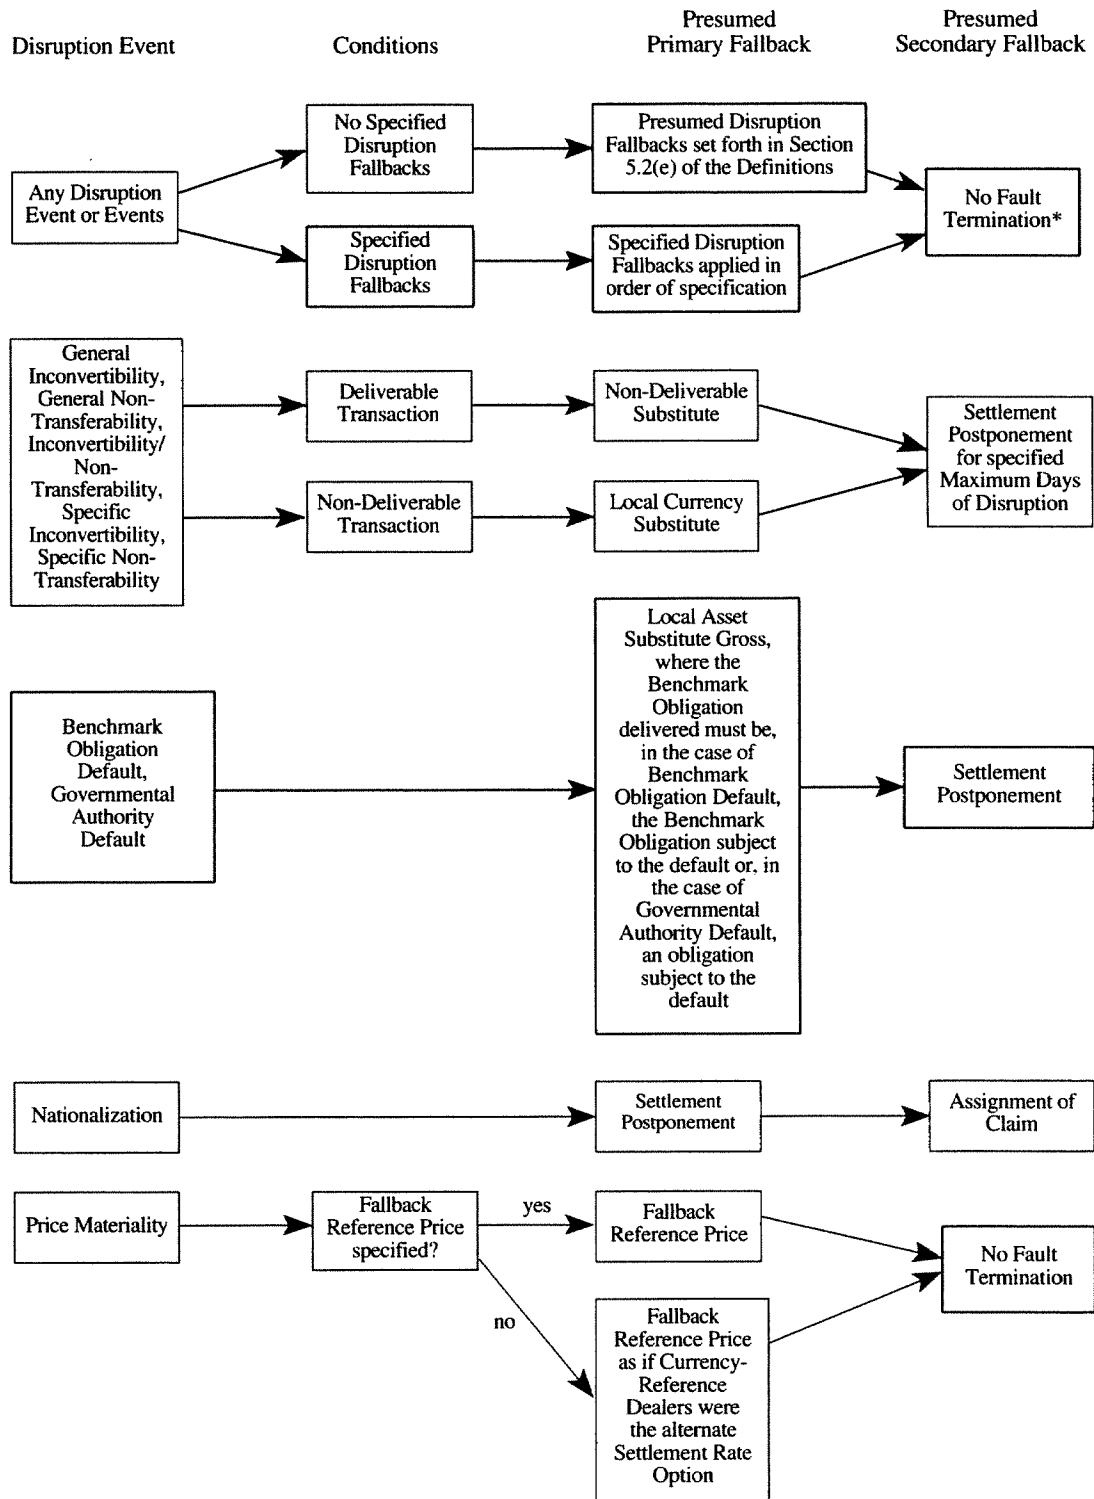 Disruption Event
Conditions
Presumed
Primary Fallback
Presumed
Secondary Fallback
Any Disruption
Event or Events
No Specified
Disruption
Fallbacks
Presumed Disruption
Fallbacks set forth in Section
5.2(e) of the Definitions
No Fault
Termination*
Specified
Disruption
Fallbacks
Specified Disruption
Fallbacks applied in
order of specification
General
Inconvertibility,
General Non-
Transferability,
Inconvertibility/
Non-
Transferability,
Specific
Inconvertibility,
Specific Non-
Transferability
Deliverable
Transaction
Non-Deliverable
Substitute
Settlement
Postponement
for specified
Maximum Days
of Disruption
Non-Deliverable
Transaction
Local Currency
Substitute
Benchmark
Obligation
Default,
Governmental
Authority
Default
Local Asset
Substitute Gross,
where the
Benchmark
Obligation
delivered must be,
in the case of
Benchmark
Obligation Default,
the Benchmark
Obligation subject
to the default or, in
the case of
Governmental
Authority Default,
an obligation
subject to the
default
Settlement
Postponement
Nationalization
Settlement
Postponement
Assignment of
Claim
Price Materiality
Fallback
Reference Price
specified?
yes
Fallback
Reference Price
No Fault
Termination
no
Fallback
Reference Price
as if Currency-
Reference
Dealers were
the alternate
Settlement Rate
Option